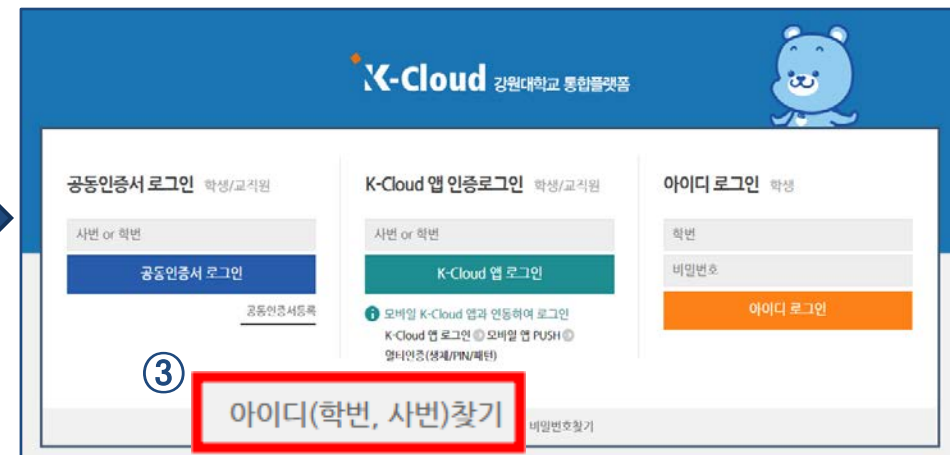 K-Cloud 강원대학교 통합플랫폼
공동인증서 로그인 학생/교직원
사번 or 학번
공동인증서 로그인
공동인증서등록
K-Cloud 앱 인증로그인 학생/교직원
사번 or 학번
K-Cloud 앱 로그인
모바일 K-Cloud 앱과 연동하여 로그인
K-Cloud 앱 로그인 모바일 앱 PUSH
멀티인증(생체/PIN/패턴)
아이디 로그인 학생
학번
비밀번호
아이디 로그인
③
아이디(학번, 사번)찾기
비밀번호찾기